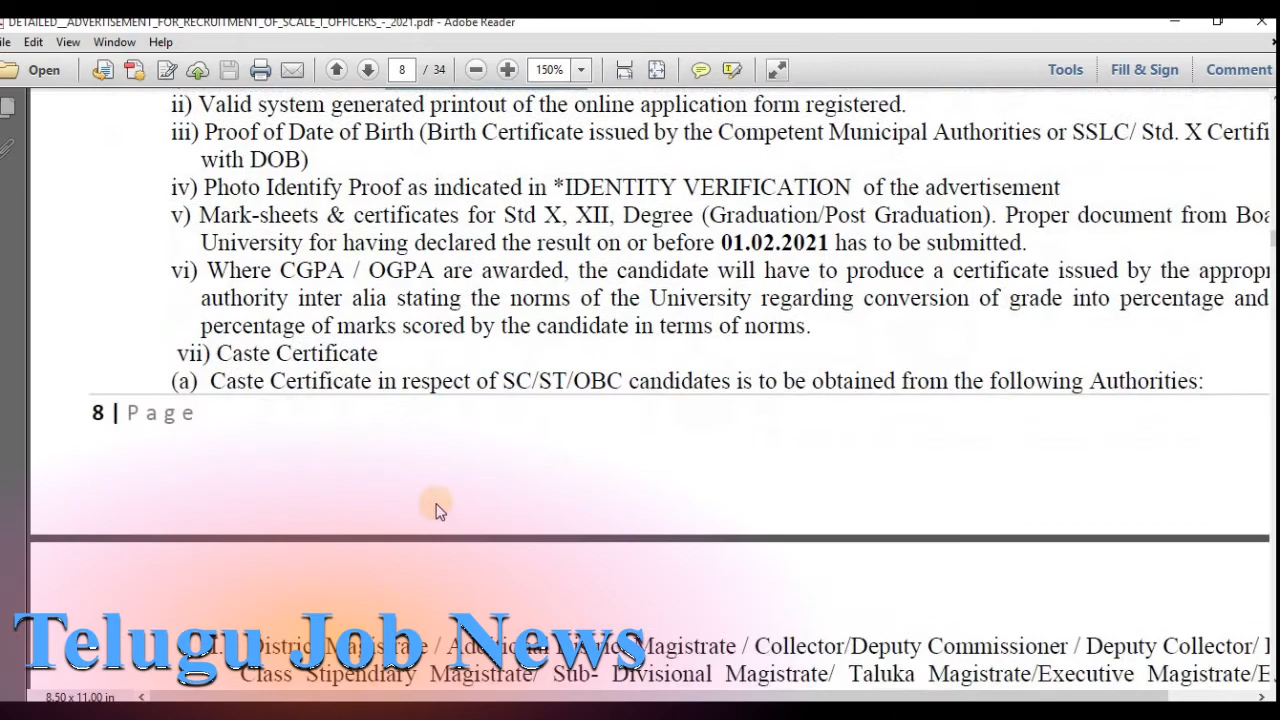 DETAILED__ADVERTISEMENT_FOR_RECRUITMENT_OF_SCALE_I_OFFICERS_-_2021.pdf - Adobe Reader
Edit View Window Help
Open 8 / 34 150% Tools Fill & Sign Comment
ii) Valid system generated printout of the online application form registered.
iii) Proof of Date of Birth (Birth Certificate issued by the Competent Municipal Authorities or SSLC/ Std. X Certifi
with DOB)
iv) Photo Identify Proof as indicated in *IDENTITY VERIFICATION of the advertisement
v) Mark-sheets & certificates for Std X, XII, Degree (Graduation/Post Graduation). Proper document from Boa
University for having declared the result on or before 01.02.2021 has to be submitted.
vi) Where CGPA / OGPA are awarded, the candidate will have to produce a certificate issued by the appropr
authority inter alia stating the norms of the University regarding conversion of grade into percentage and
percentage of marks scored by the candidate in terms of norms.
vii) Caste Certificate
(a) Caste Certificate in respect of SC/ST/OBC candidates is to be obtained from the following Authorities:
8 | Page
District Magistrate / Additional District Magistrate / Collector/Deputy Commissioner / Deputy Collector/
Class Stipendiary Magistrate/ Sub- Divisional Magistrate/ Taluka Magistrate/Executive Magistrate/E
Telugu Job News
8.50 x 11.00 in